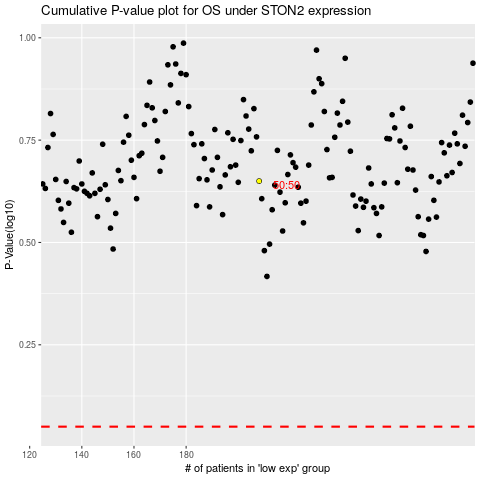 Cumulative P-value plot for OS under STON2 expression
P-Value(log10)
1.00
0.75
0.50
0.25
50:50
120 140 160 180
# of patients in 'low exp' group